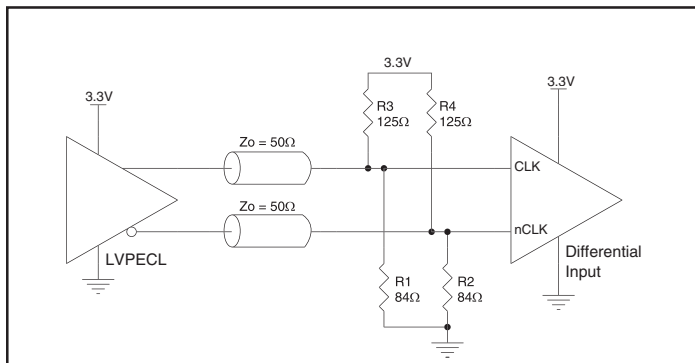 3.3V
3.3V
3.3V
R3
125Ω
R4
125Ω
Zo = 50Ω
CLK
Zo = 50Ω
nCLK
LVPECL
Differential
Input
R1
84Ω
R2
84Ω